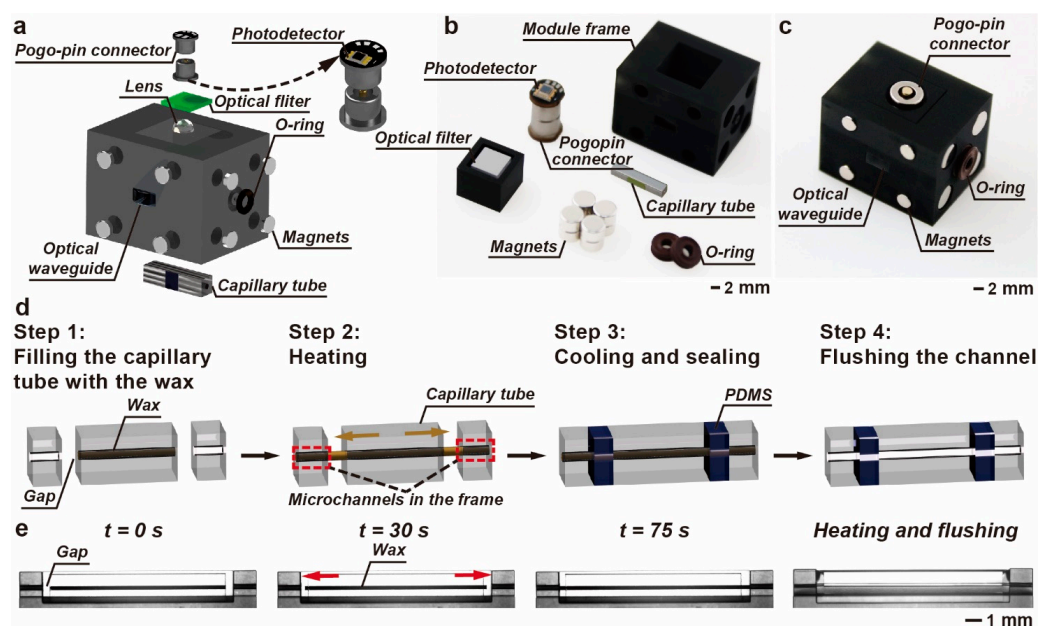 a
Pogo-pin connector
Photodetector
Lens
Optical fliter
O-ring
Optical
waveguide
Magnets
Capillary tube
b
Module frame
Photodetector
Optical filter
Pogopin
connector
Capillary tube
Magnets
O-ring
2 mm
c
Pogo-pin
connector
Optical
waveguide
O-ring
Magnets
2 mm
d
Step 1:
Filling the capillary
tube with the wax
Wax
Gap
Step 2:
Heating
Capillary tube
Microchannels in the frame
Step 3:
Cooling and sealing
PDMS
Step 4:
Flushing the channel
e
t = 0 s
Gap
t = 30 s
Wax
t = 75 s
Heating and flushing
1 mm